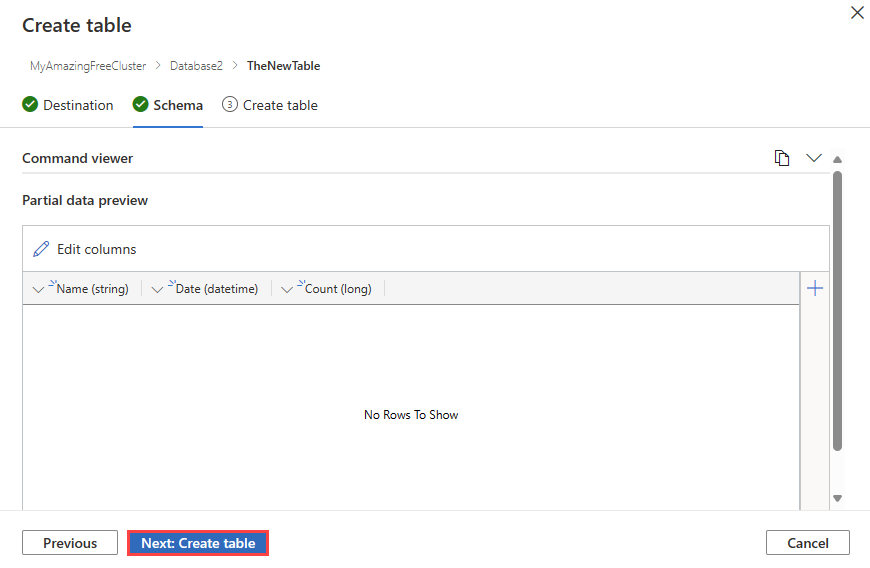 Create table
MyAmazingFreeCluster > Database2 > TheNewTable
Destination Schema 3 Create table
Command viewer
Partial data preview
Edit columns
Name (string) Date (datetime) Count (long)
No Rows To Show
Previous Next: Create table Cancel